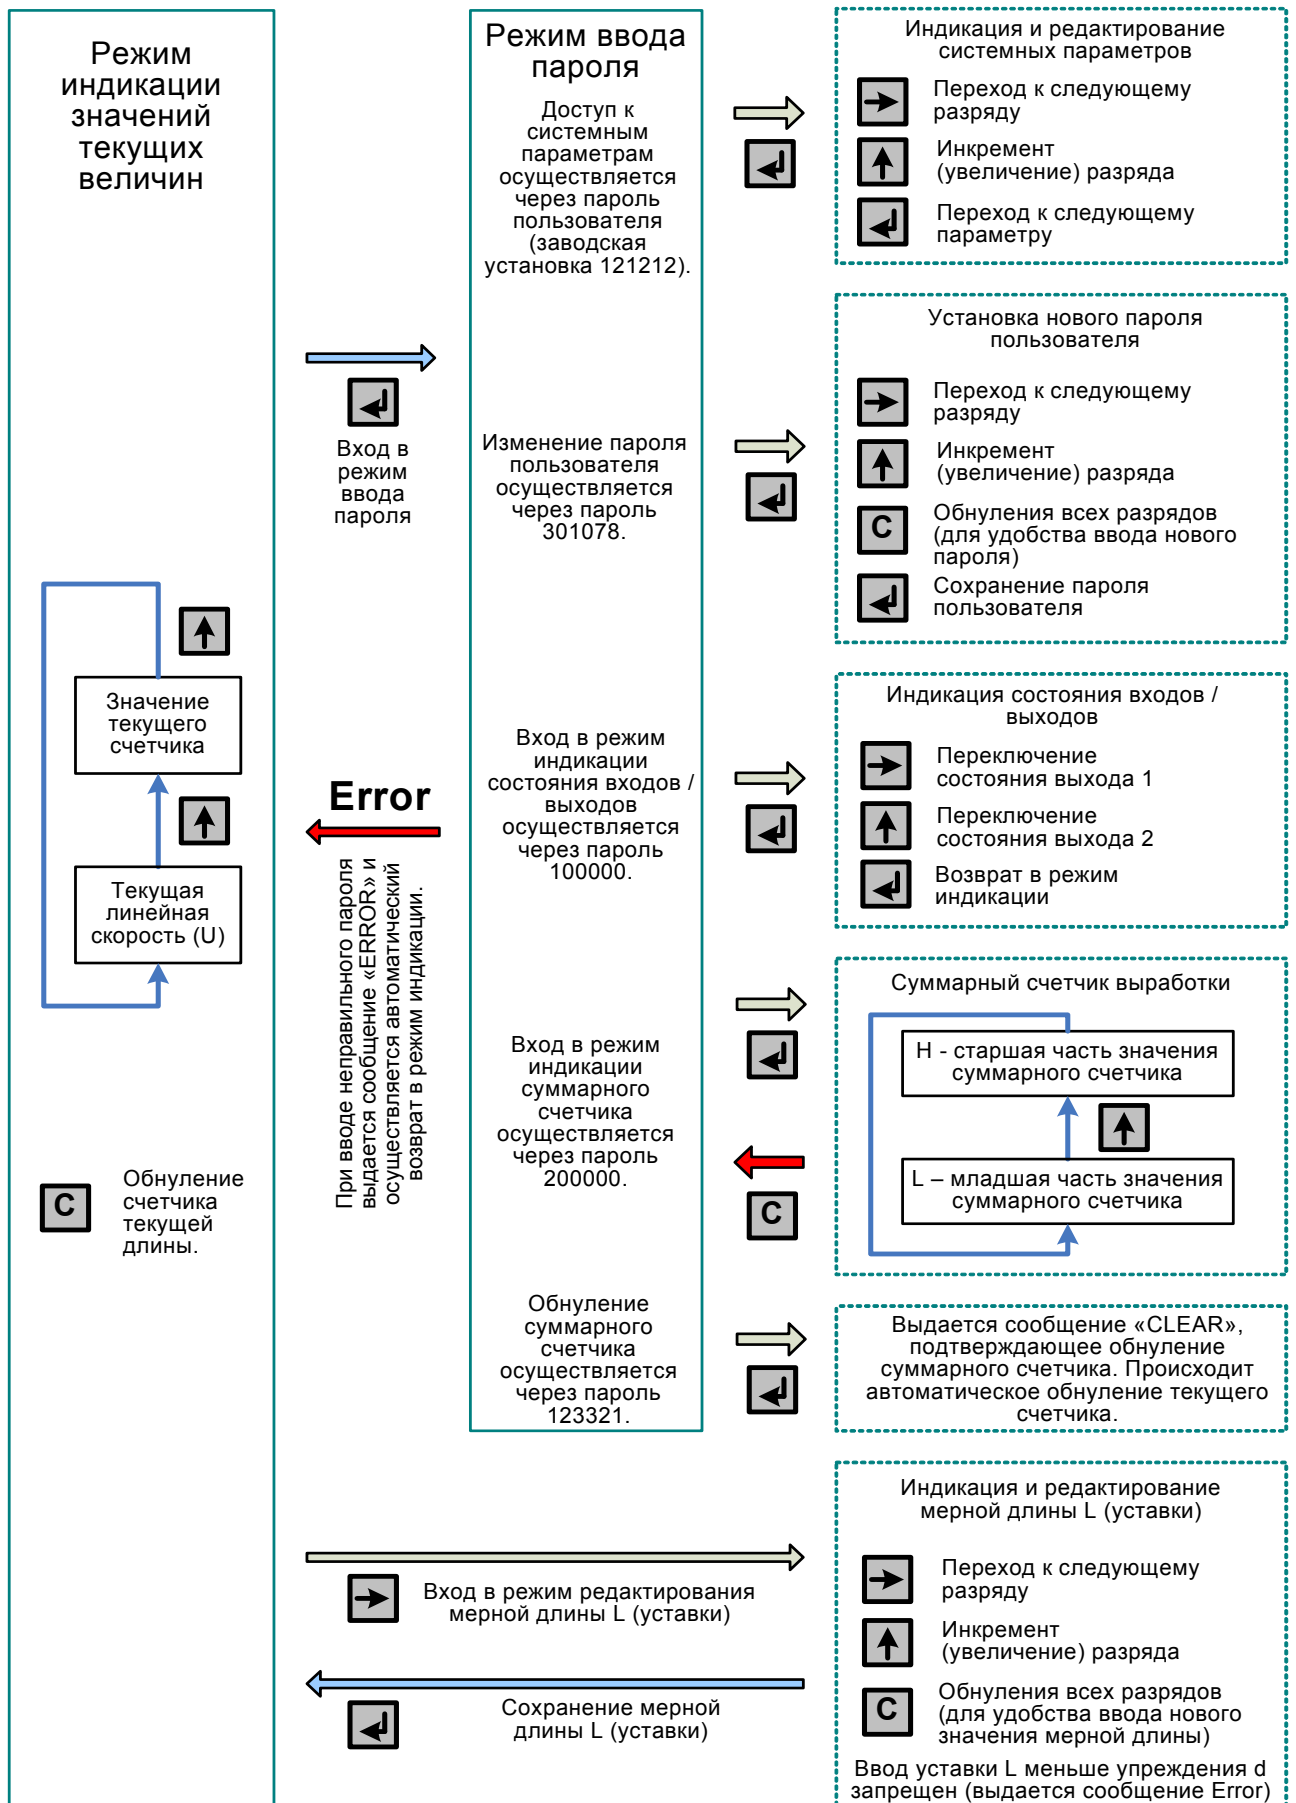 Режим
индикации
значений
текущих
величин
Значение
текущего
счетчика
Текущая
линейная
скорость (U)
C
Обнуление
счетчика
текущей
длины.
Вход в
режим
ввода
пароля
Error
При вводе неправильного пароля
выдается сообщение «ERROR» и
осуществляется автоматический
возврат в режим индикации.
Режим ввода
пароля
Доступ к
системным
параметрам
осуществляется
через пароль
пользователя
(заводская
установка 121212).
Изменение пароля
пользователя
осуществляется
через пароль
301078.
Вход в режим
индикации
состояния входов /
выходов
осуществляется
через пароль
100000.
Вход в режим
индикации
суммарного
счетчика
осуществляется
через пароль
200000.
C
Обнуление
суммарного
счетчика
осуществляется
через пароль
123321.
Индикация и редактирование
системных параметров
Переход к следующему
разряду
Инкремент
(увеличение) разряда
Переход к следующему
параметру
Установка нового пароля
пользователя
Переход к следующему
разряду
Инкремент
(увеличение) разряда
C
Обнуления всех разрядов
(для удобства ввода нового
пароля)
Сохранение пароля
пользователя
Индикация состояния входов /
выходов
Переключение
состояния выхода 1
Переключение
состояния выхода 2
Возврат в режим
индикации
Суммарный счетчик выработки
H - старшая часть значения
суммарного счетчика
L – младшая часть значения
суммарного счетчика
Выдается сообщение «CLEAR»,
подтверждающее обнуление
суммарного счетчика. Происходит
автоматическое обнуление текущего
счетчика.
Вход в режим редактирования
мерной длины L (уставки)
Сохранение мерной
длины L (уставки)
Индикация и редактирование
мерной длины L (уставки)
Переход к следующему
разряду
Инкремент
(увеличение) разряда
C
Обнуления всех разрядов
(для удобства ввода нового
значения мерной длины)
Ввод уставки L меньше упреждения d
запрещен (выдается сообщение Error)